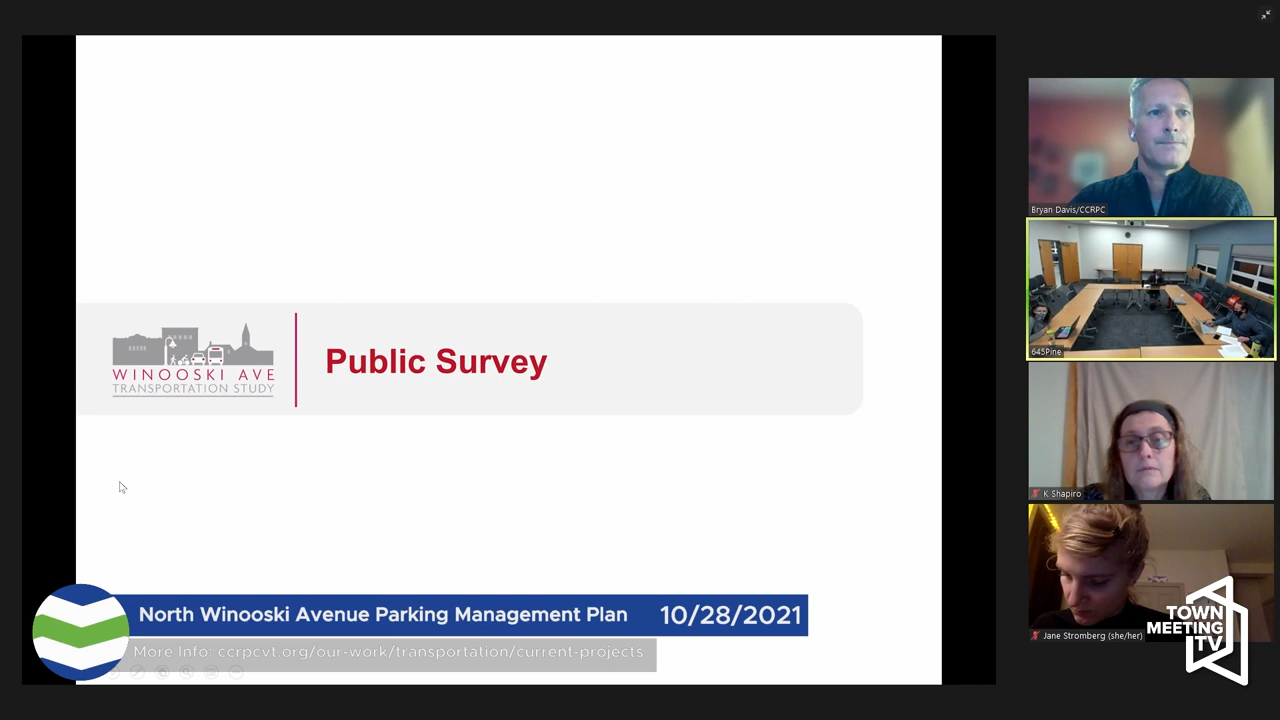 WINOOSKI AVE
TRANSPORTATION STUDY
Public Survey
North Winooski Avenue Parking Management Plan 10/28/2021
More Info: ccrpcvt.org/our-work/transportation/current-projects
Bryan Davis/CCRPC
645Pine
K Shapiro
Jane Stromberg (she/her)
TOWN
MEETING
TV